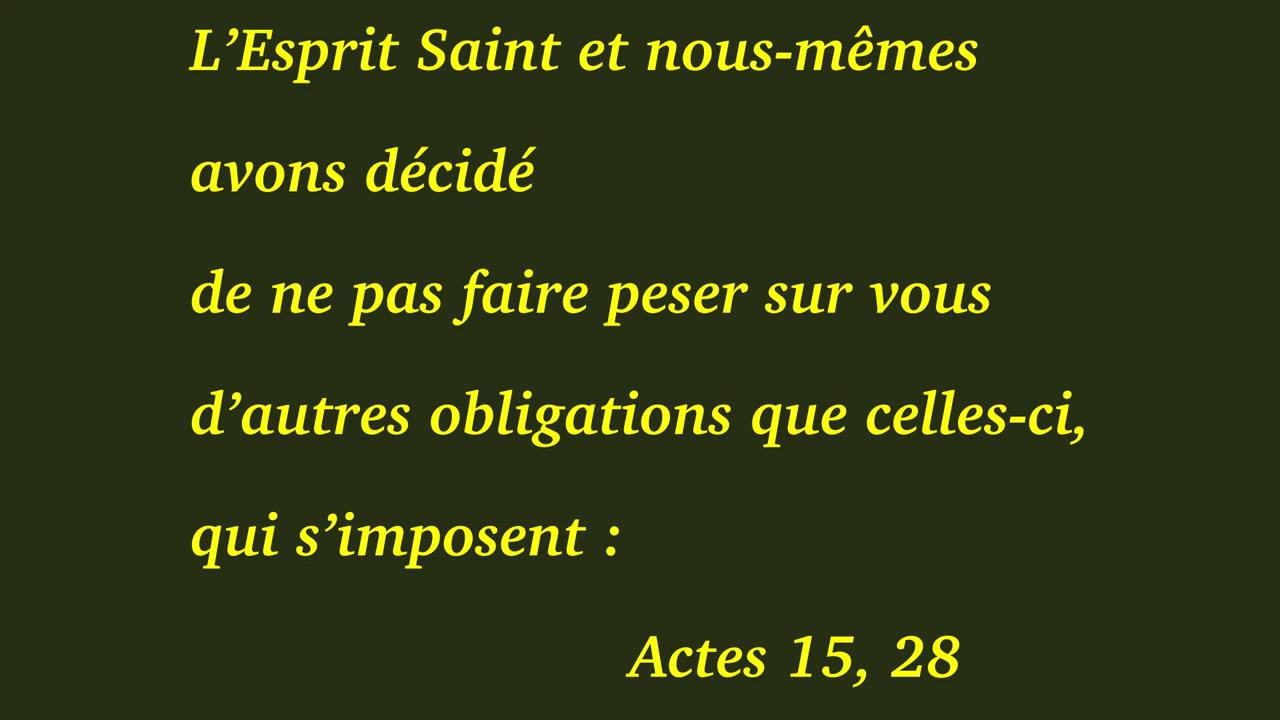 L’Esprit Saint et nous-mêmes
avons décidé
de ne pas faire peser sur vous
d’autres obligations que celles-ci,
qui s’imposent :
Actes 15, 28